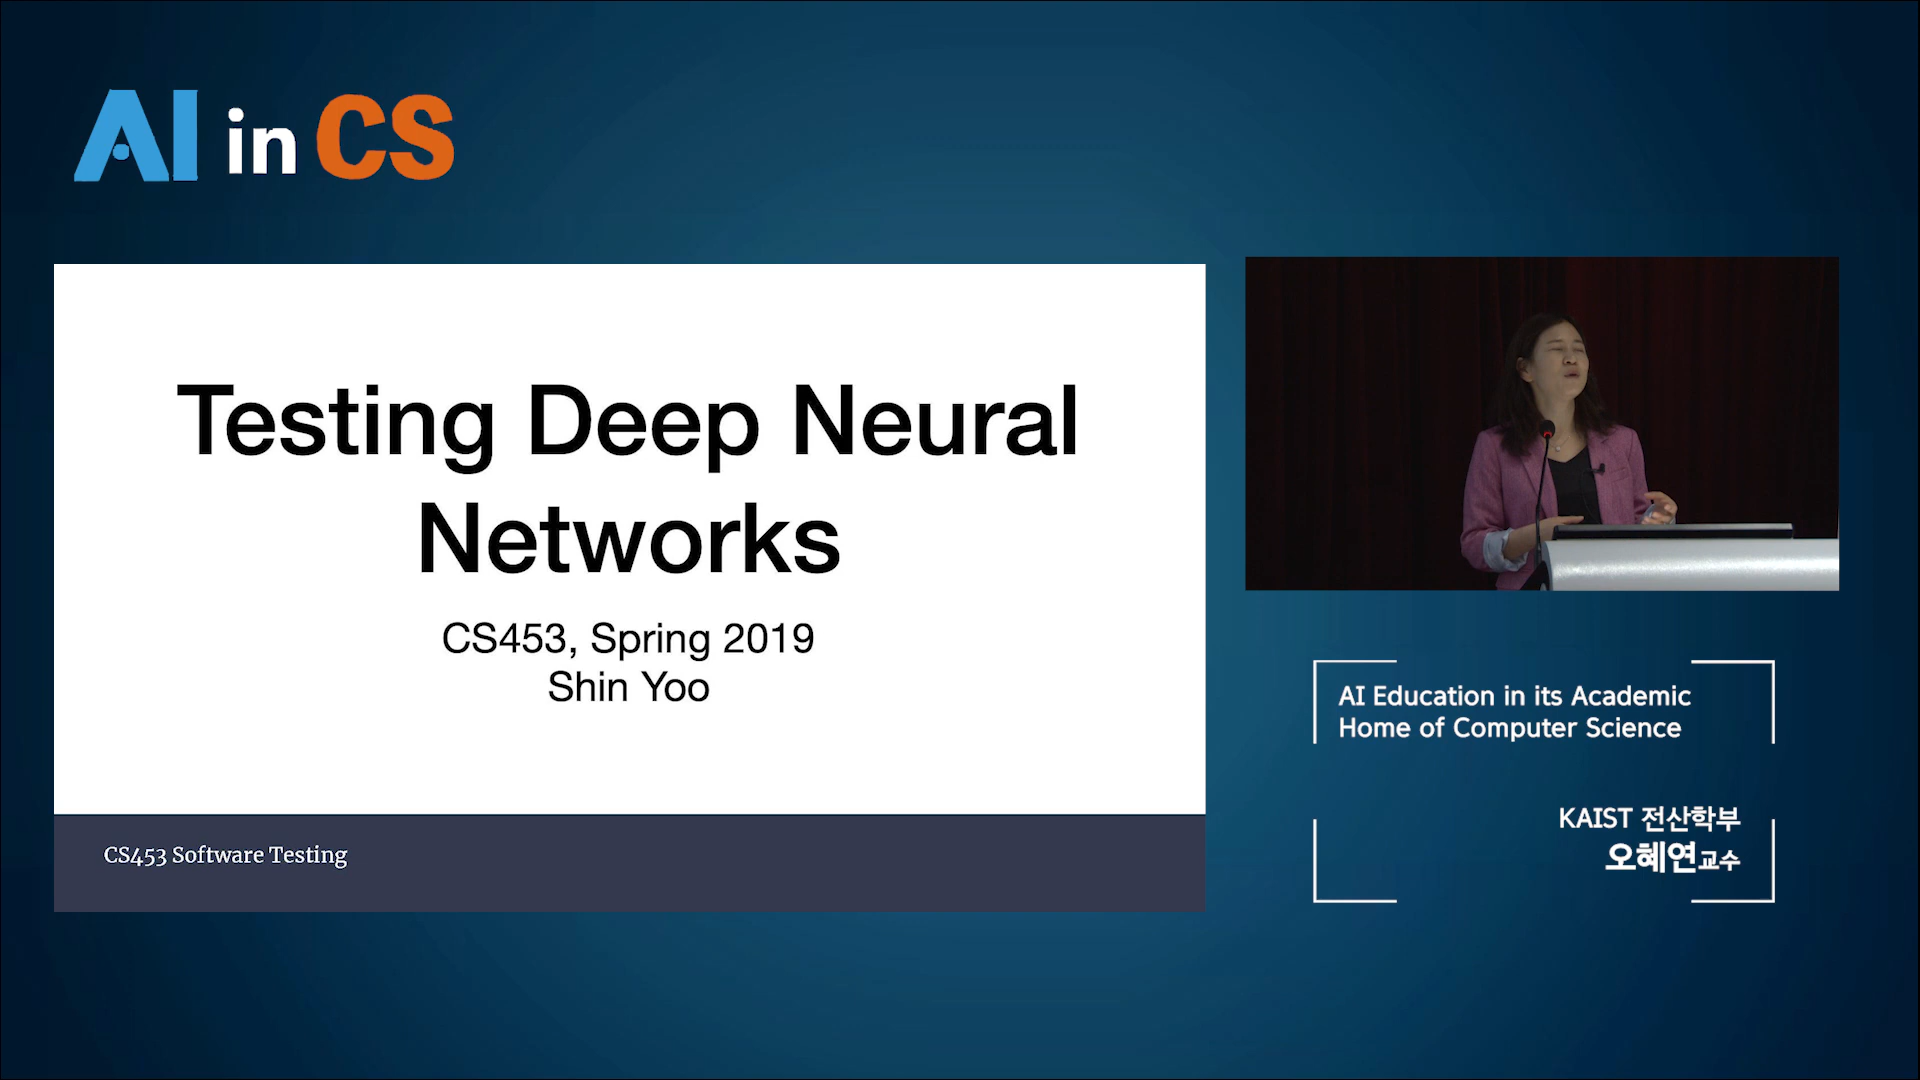 AI in CS
Testing Deep Neural
Networks
CS453, Spring 2019
Shin Yoo
CS453 Software Testing
AI Education in its Academic
Home of Computer Science
KAIST 전산학부
오혜연교수